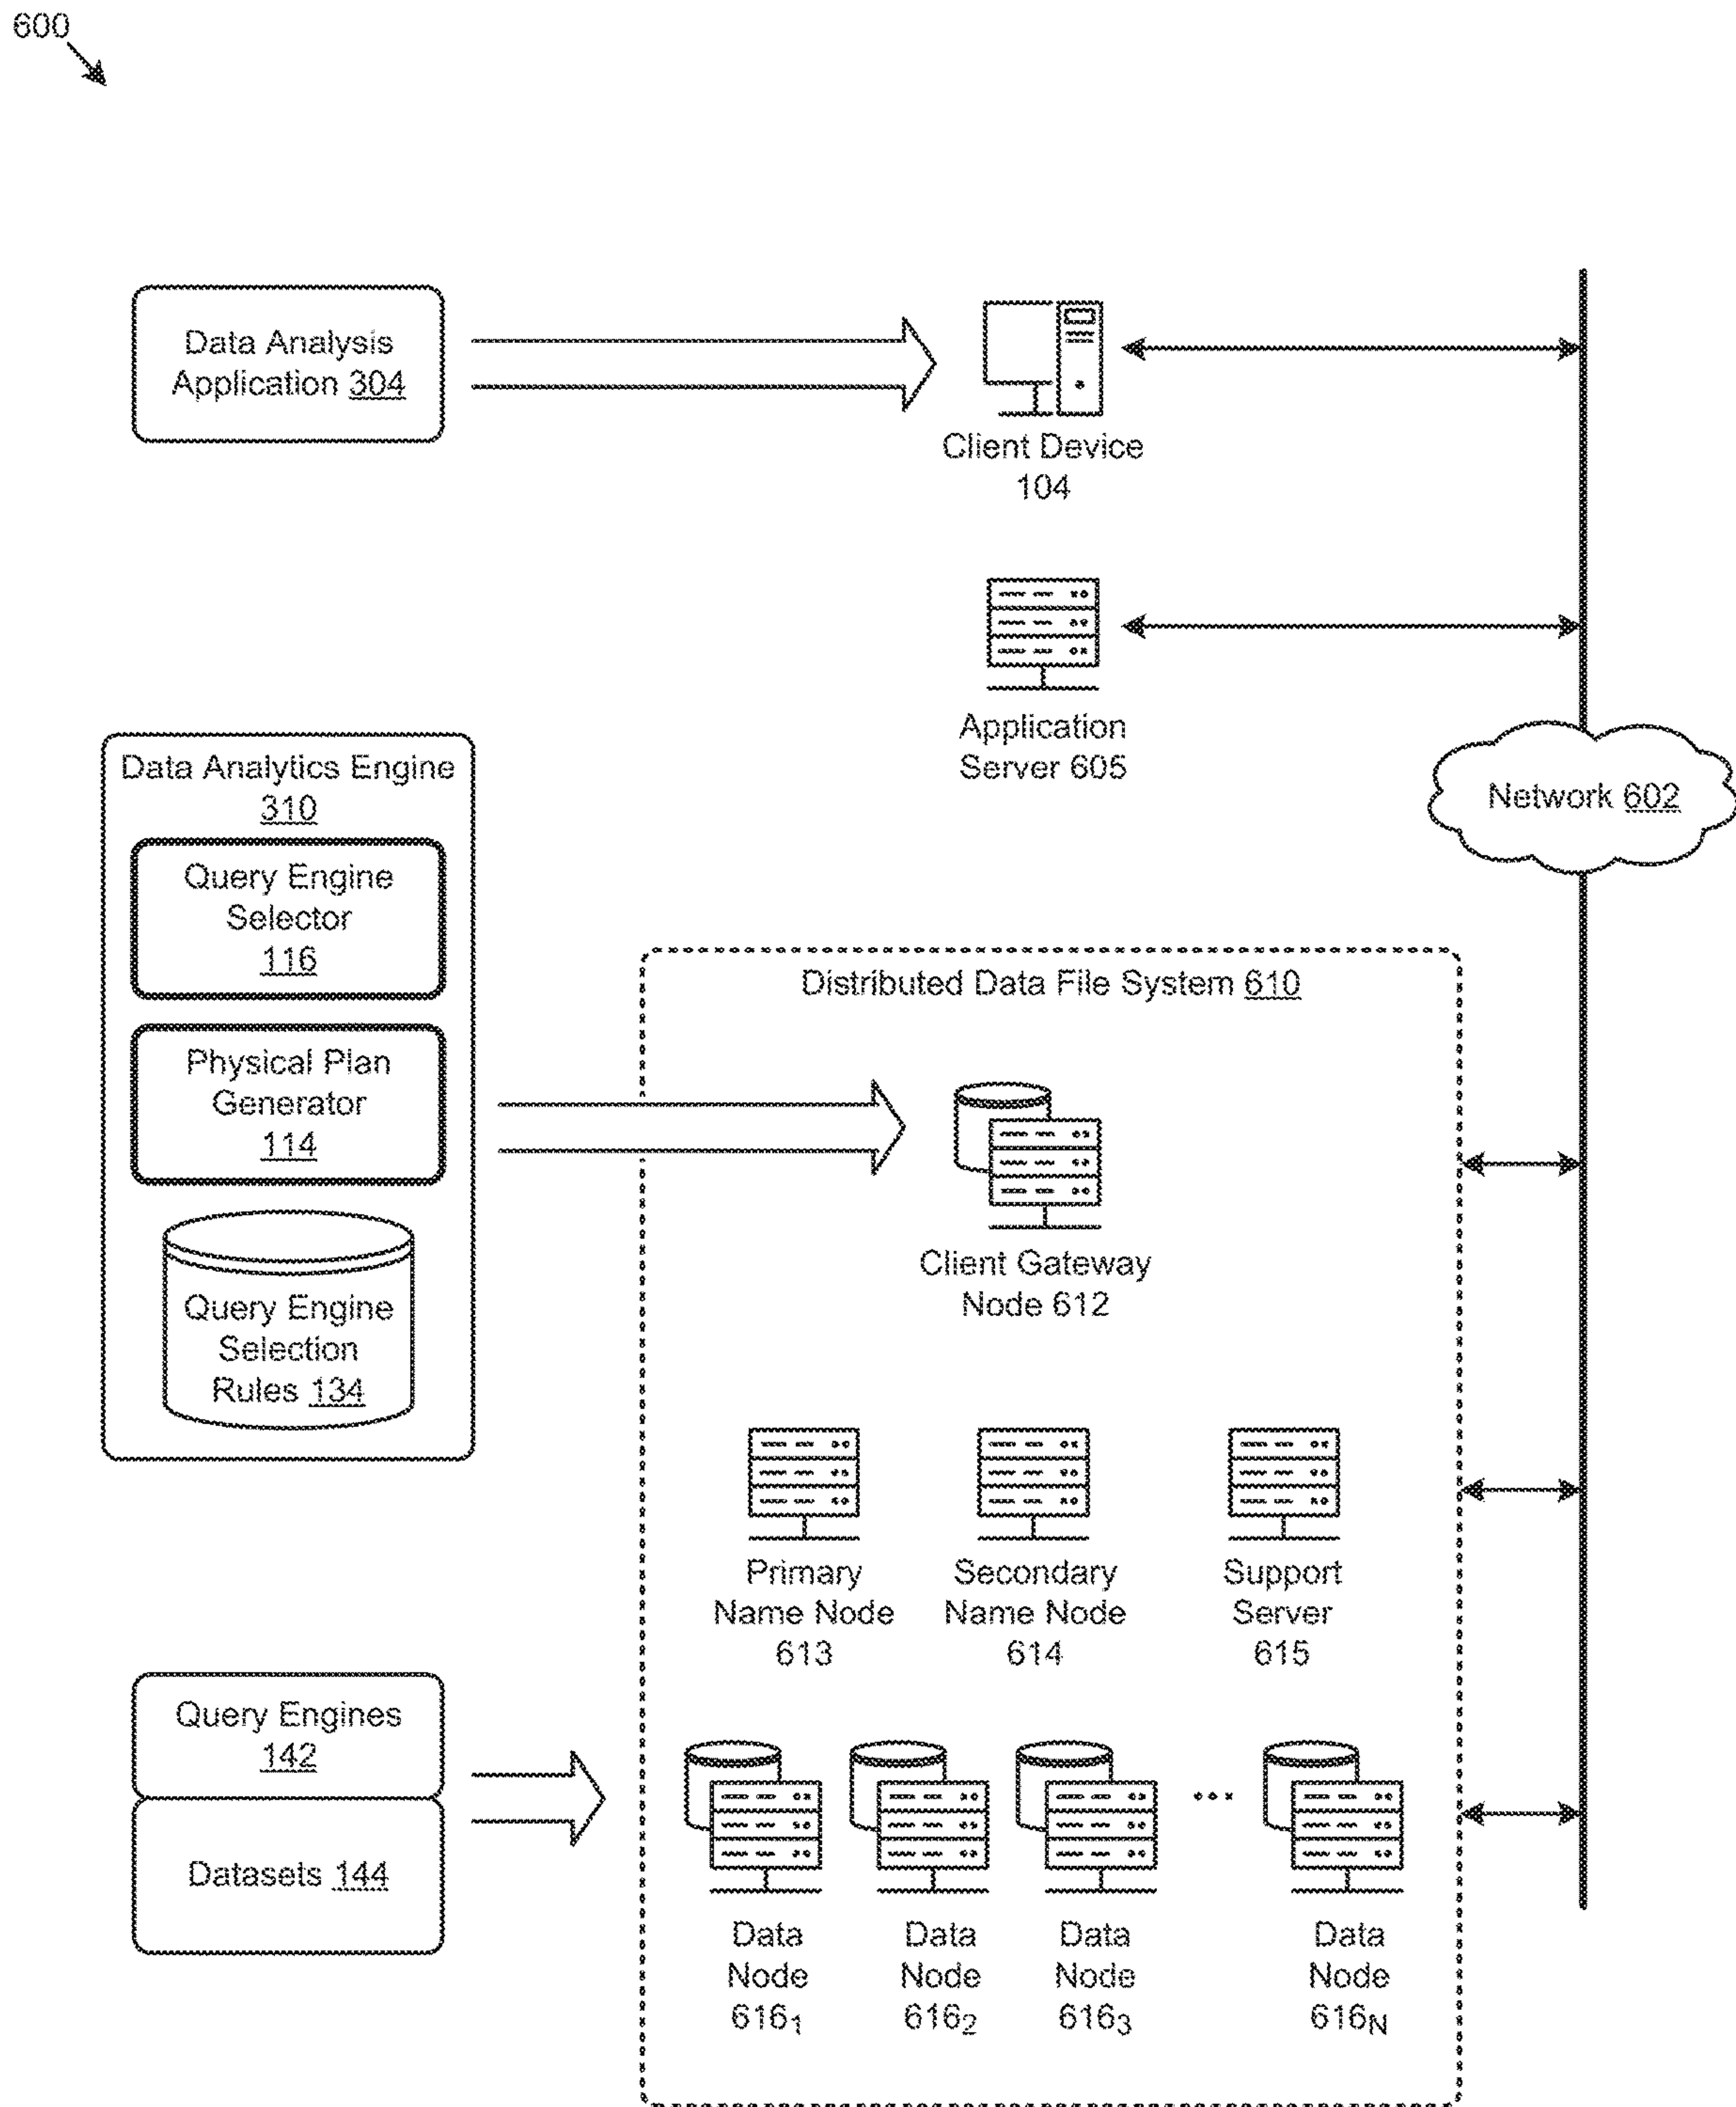 600
Data Analysis
Application 304
Client Device
104
Application
Server 605
Network 602
Data Analytics Engine
310
Query Engine
Selector
116
Physical Plan
Generator
114
Query Engine
Selection
Rules 134
Distributed Data File System 610
Client Gateway
Node 612
Primary
Name Node
613
Secondary
Name Node
614
Support
Server
615
Query Engines
142
Datasets 144
Data
Node
616₁
Data
Node
616₂
Data
Node
616₃
Data
Node
616N